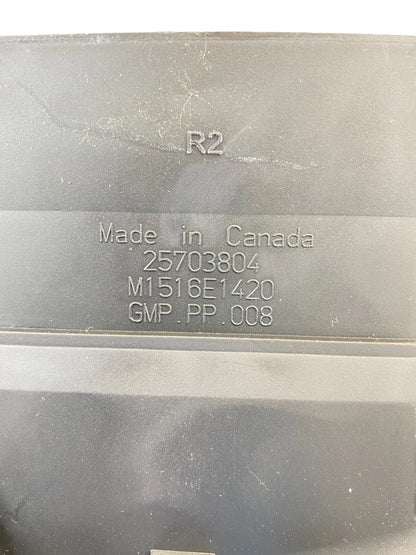 R2
Made in Canada
25703804
M1516E1420
GMP.PP.008